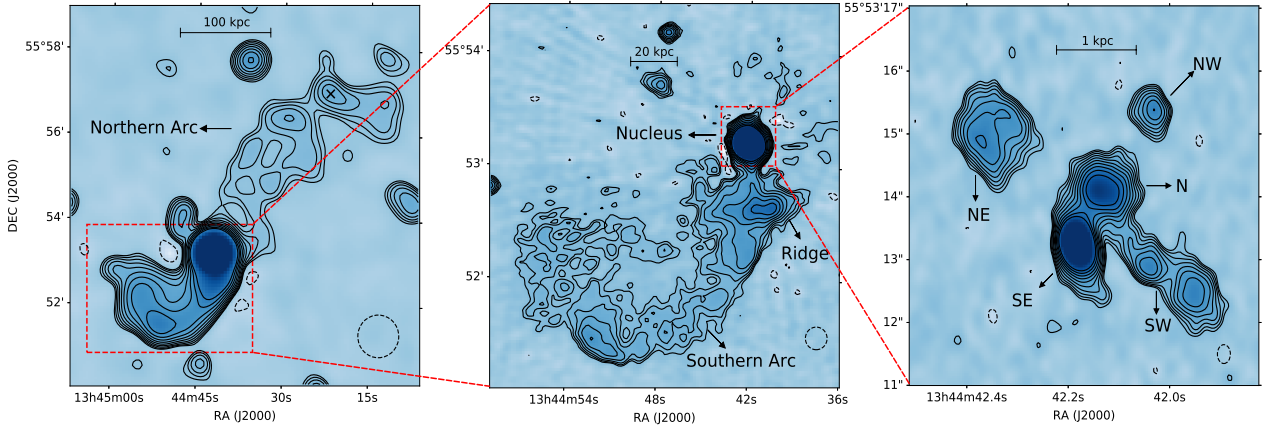 100 kpc
55°58'
56'
54'
52'
DEC (J2000)
Northern Arc
13h45m00s
44m45s
30s
15s
RA (J2000)
20 kpc
55°54'
53'
52'
Nucleus
Ridge
Southern Arc
13h44m54s
48s
42s
36s
RA (J2000)
55°53'17"
16"
15"
14"
13"
12"
11"
1 kpc
NW
NE
N
SE
SW
13h44m42.4s
42.2s
42.0s
RA (J2000)